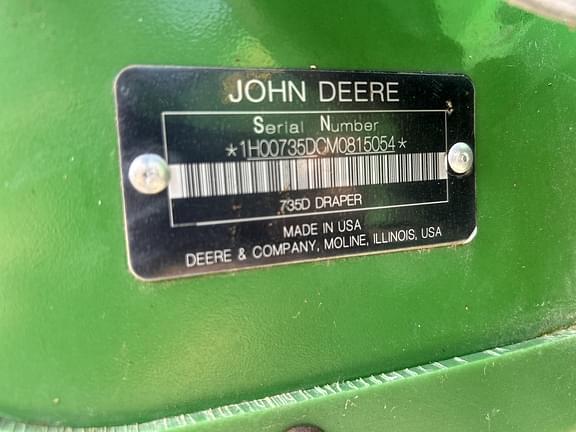 JOHN DEERE
Serial Number
*1H00735DCM0815054*
735D DRAPER
MADE IN USA
DEERE & COMPANY, MOLINE, ILLINOIS, USA